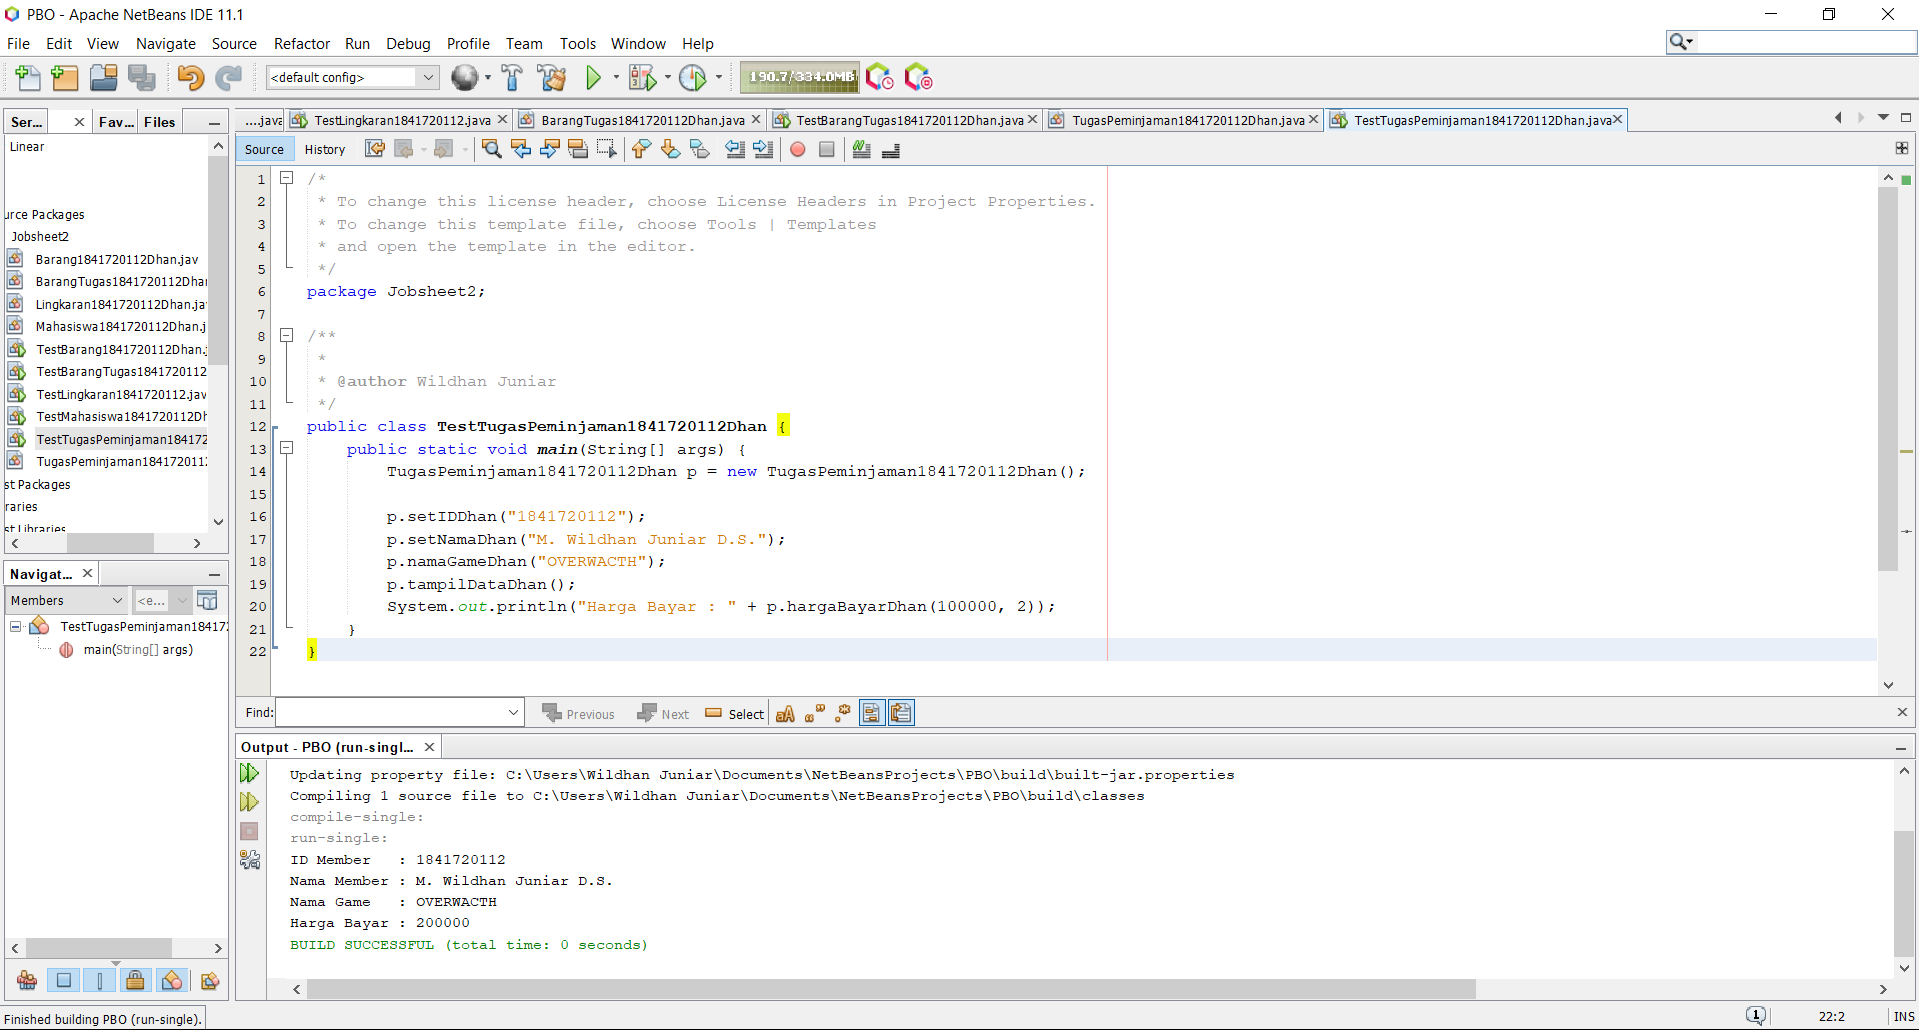 PBO - Apache NetBeans IDE 11.1
File Edit View Navigate Source Refactor Run Debug Profile Team Tools Window Help
<default config>
190.7/334.0MB
Ser... Fav... Files
Linear
urce Packages
Jobsheet2
Barang1841720112Dhan.jav
BarangTugas1841720112Dhan
Lingkaran1841720112Dhan.ja
Mahasiswa1841720112Dhan.j
TestBarang1841720112Dhan.j
TestBarangTugas1841720112
TestLingkaran1841720112.jav
TestMahasiswa1841720112Dh
TestTugasPeminjaman184172
TugasPeminjaman184172011
st Packages
raries
st Libraries
Navigat...
Members <e...
TestTugasPeminjaman18417
main(String[] args)
....java TestLingkaran1841720112.java BarangTugas1841720112Dhan.java TestBarangTugas1841720112Dhan.java TugasPeminjaman1841720112Dhan.java TestTugasPeminjaman1841720112Dhan.java
Source History
1 /*
2 * To change this license header, choose License Headers in Project Properties.
3 * To change this template file, choose Tools | Templates
4 * and open the template in the editor.
5 */
6 package Jobsheet2;
7
8 /**
9 *
10 * @author Wildhan Juniar
11 */
12 public class TestTugasPeminjaman1841720112Dhan {
13 public static void main(String[] args) {
14 TugasPeminjaman1841720112Dhan p = new TugasPeminjaman1841720112Dhan();
15
16 p.setIDDhan("1841720112");
17 p.setNamaDhan("M. Wildhan Juniar D.S.");
18 p.namaGameDhan("OVERWACTH");
19 p.tampilDataDhan();
20 System.out.println("Harga Bayar : " + p.hargaBayarDhan(100000, 2));
21 }
22 }
Find: Previous Next Select
Output - PBO (run-singl...
Updating property file: C:\Users\Wildhan Juniar\Documents\NetBeansProjects\PBO\build\built-jar.properties
Compiling 1 source file to C:\Users\Wildhan Juniar\Documents\NetBeansProjects\PBO\build\classes
compile-single:
run-single:
ID Member : 1841720112
Nama Member : M. Wildhan Juniar D.S.
Nama Game : OVERWACTH
Harga Bayar : 200000
BUILD SUCCESSFUL (total time: 0 seconds)
Finished building PBO (run-single).
1 22:2 INS